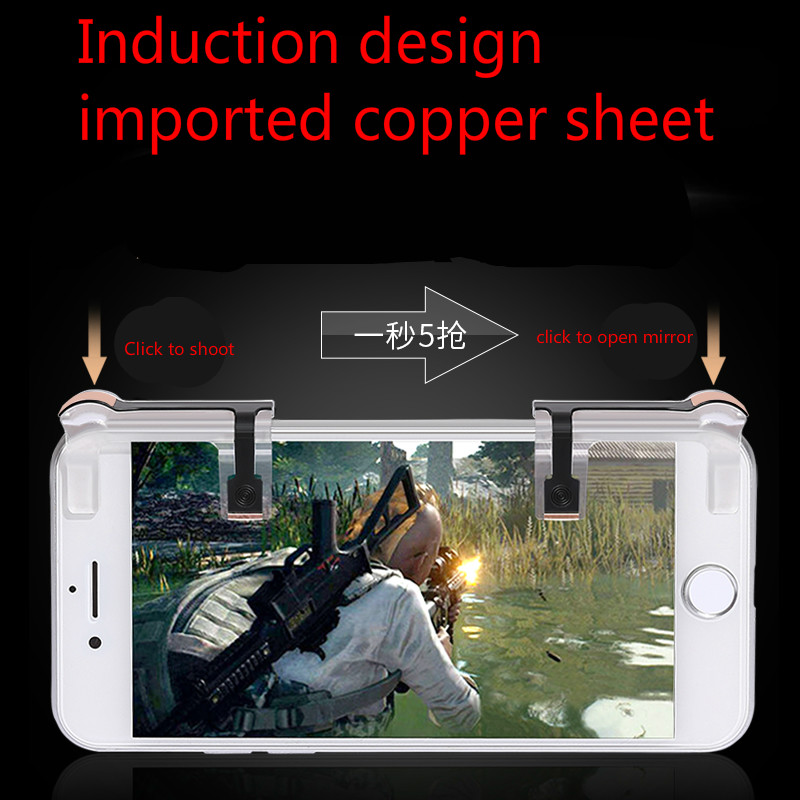 Induction design
imported copper sheet
Click to shoot
一秒5抢
click to open mirror